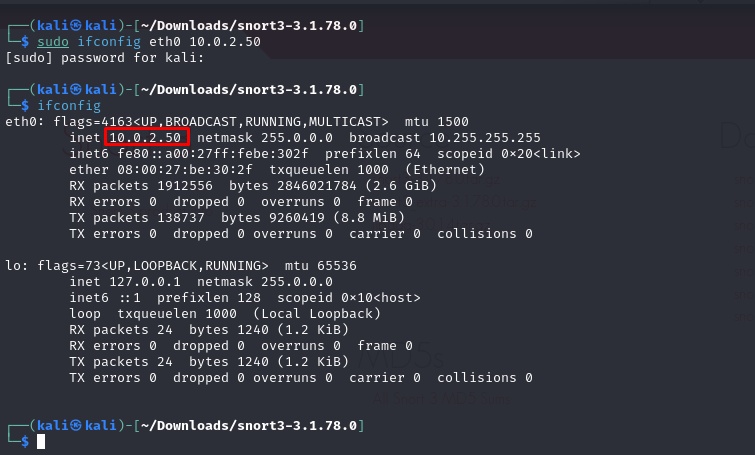 ┌──(kali㉿kali)-[~/Downloads/snort3-3.1.78.0]
└─$ sudo ifconfig eth0 10.0.2.50
[sudo] password for kali:
┌──(kali㉿kali)-[~/Downloads/snort3-3.1.78.0]
└─$ ifconfig
eth0: flags=4163<UP,BROADCAST,RUNNING,MULTICAST>  mtu 1500
        inet 10.0.2.50  netmask 255.0.0.0  broadcast 10.255.255.255
        inet6 fe80::a00:27ff:febe:302f  prefixlen 64  scopeid 0×20<link>
        ether 08:00:27:be:30:2f  txqueuelen 1000  (Ethernet)
        RX packets 1912556  bytes 2846021784 (2.6 GiB)
        RX errors 0  dropped 0  overruns 0  frame 0
        TX packets 138737  bytes 9260419 (8.8 MiB)
        TX errors 0  dropped 0 overruns 0  carrier 0  collisions 0
lo: flags=73<UP,LOOPBACK,RUNNING>  mtu 65536
        inet 127.0.0.1  netmask 255.0.0.0
        inet6 ::1  prefixlen 128  scopeid 0×10<host>
        loop  txqueuelen 1000  (Local Loopback)
        RX packets 24  bytes 1240 (1.2 KiB)
        RX errors 0  dropped 0  overruns 0  frame 0
        TX packets 24  bytes 1240 (1.2 KiB)
        TX errors 0  dropped 0 overruns 0  carrier 0  collisions 0
┌──(kali㉿kali)-[~/Downloads/snort3-3.1.78.0]
└─$